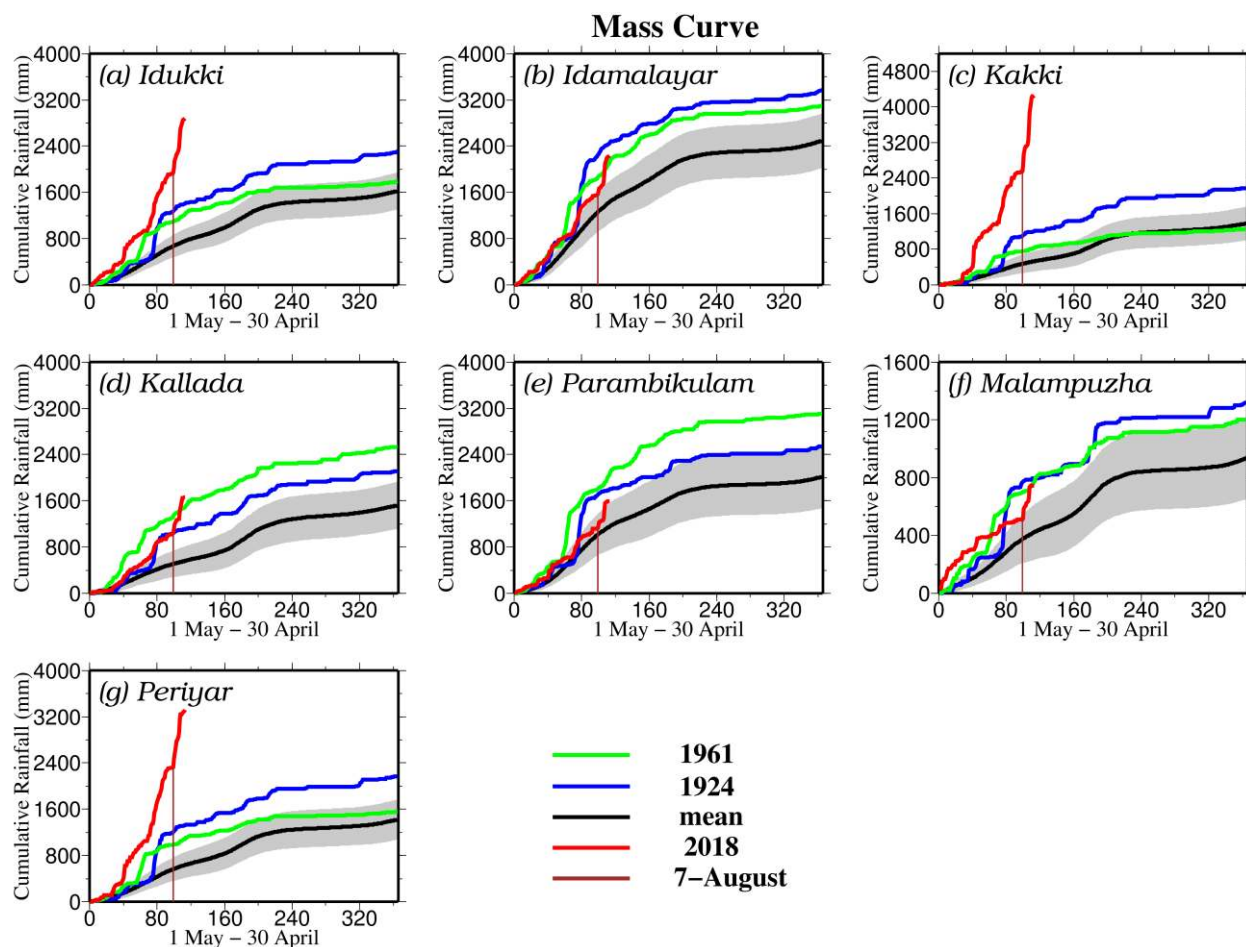 Mass Curve
(a) Idukki
Cumulative Rainfall (mm)
4000
3200
2400
1600
800
0
0 80 160 240 320
1 May – 30 April
(b) Idamalayar
4000
3200
2400
1600
800
0
0 80 160 240 320
1 May – 30 April
(c) Kakki
Cumulative Rainfall (mm)
4800
4000
3200
2400
1600
800
0
0 80 160 240 320
1 May – 30 April
(d) Kallada
Cumulative Rainfall (mm)
4000
3200
2400
1600
800
0
0 80 160 240 320
1 May – 30 April
(e) Parambikulam
4000
3200
2400
1600
800
0
0 80 160 240 320
1 May – 30 April
(f) Malampuzha
Cumulative Rainfall (mm)
1600
1200
800
400
0
0 80 160 240 320
1 May – 30 April
(g) Periyar
Cumulative Rainfall (mm)
4000
3200
2400
1600
800
0
0 80 160 240 320
1 May – 30 April
1961
1924
mean
2018
7–August